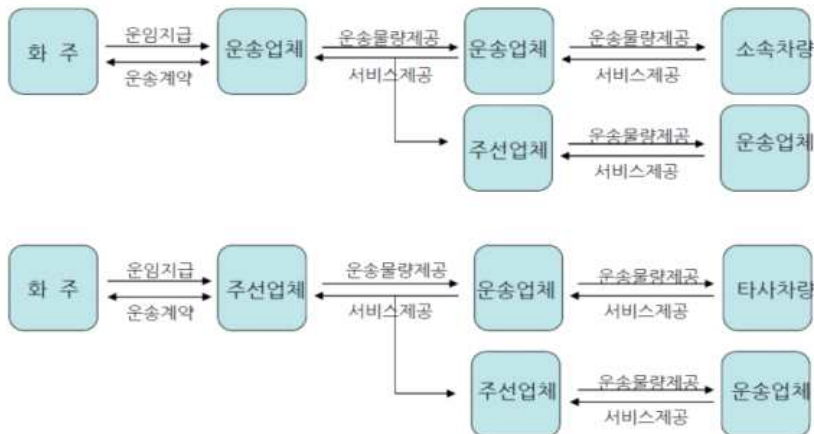 운임지급 운송물량제공 운송물량제공
화 주 운송업체 운송업체 소속차량
운송계약 서비스제공 서비스제공
운송물량제공
주선업체 운송업체
서비스제공
운임지급 운송물량제공 운송물량제공
화 주 주선업체 운송업체 타사차량
운송계약 서비스제공 서비스제공
운송물량제공
주선업체 운송업체
서비스제공